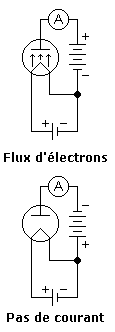 A
+
−
+ −
Flux d'électrons
A
−
+
+ −
Pas de courant